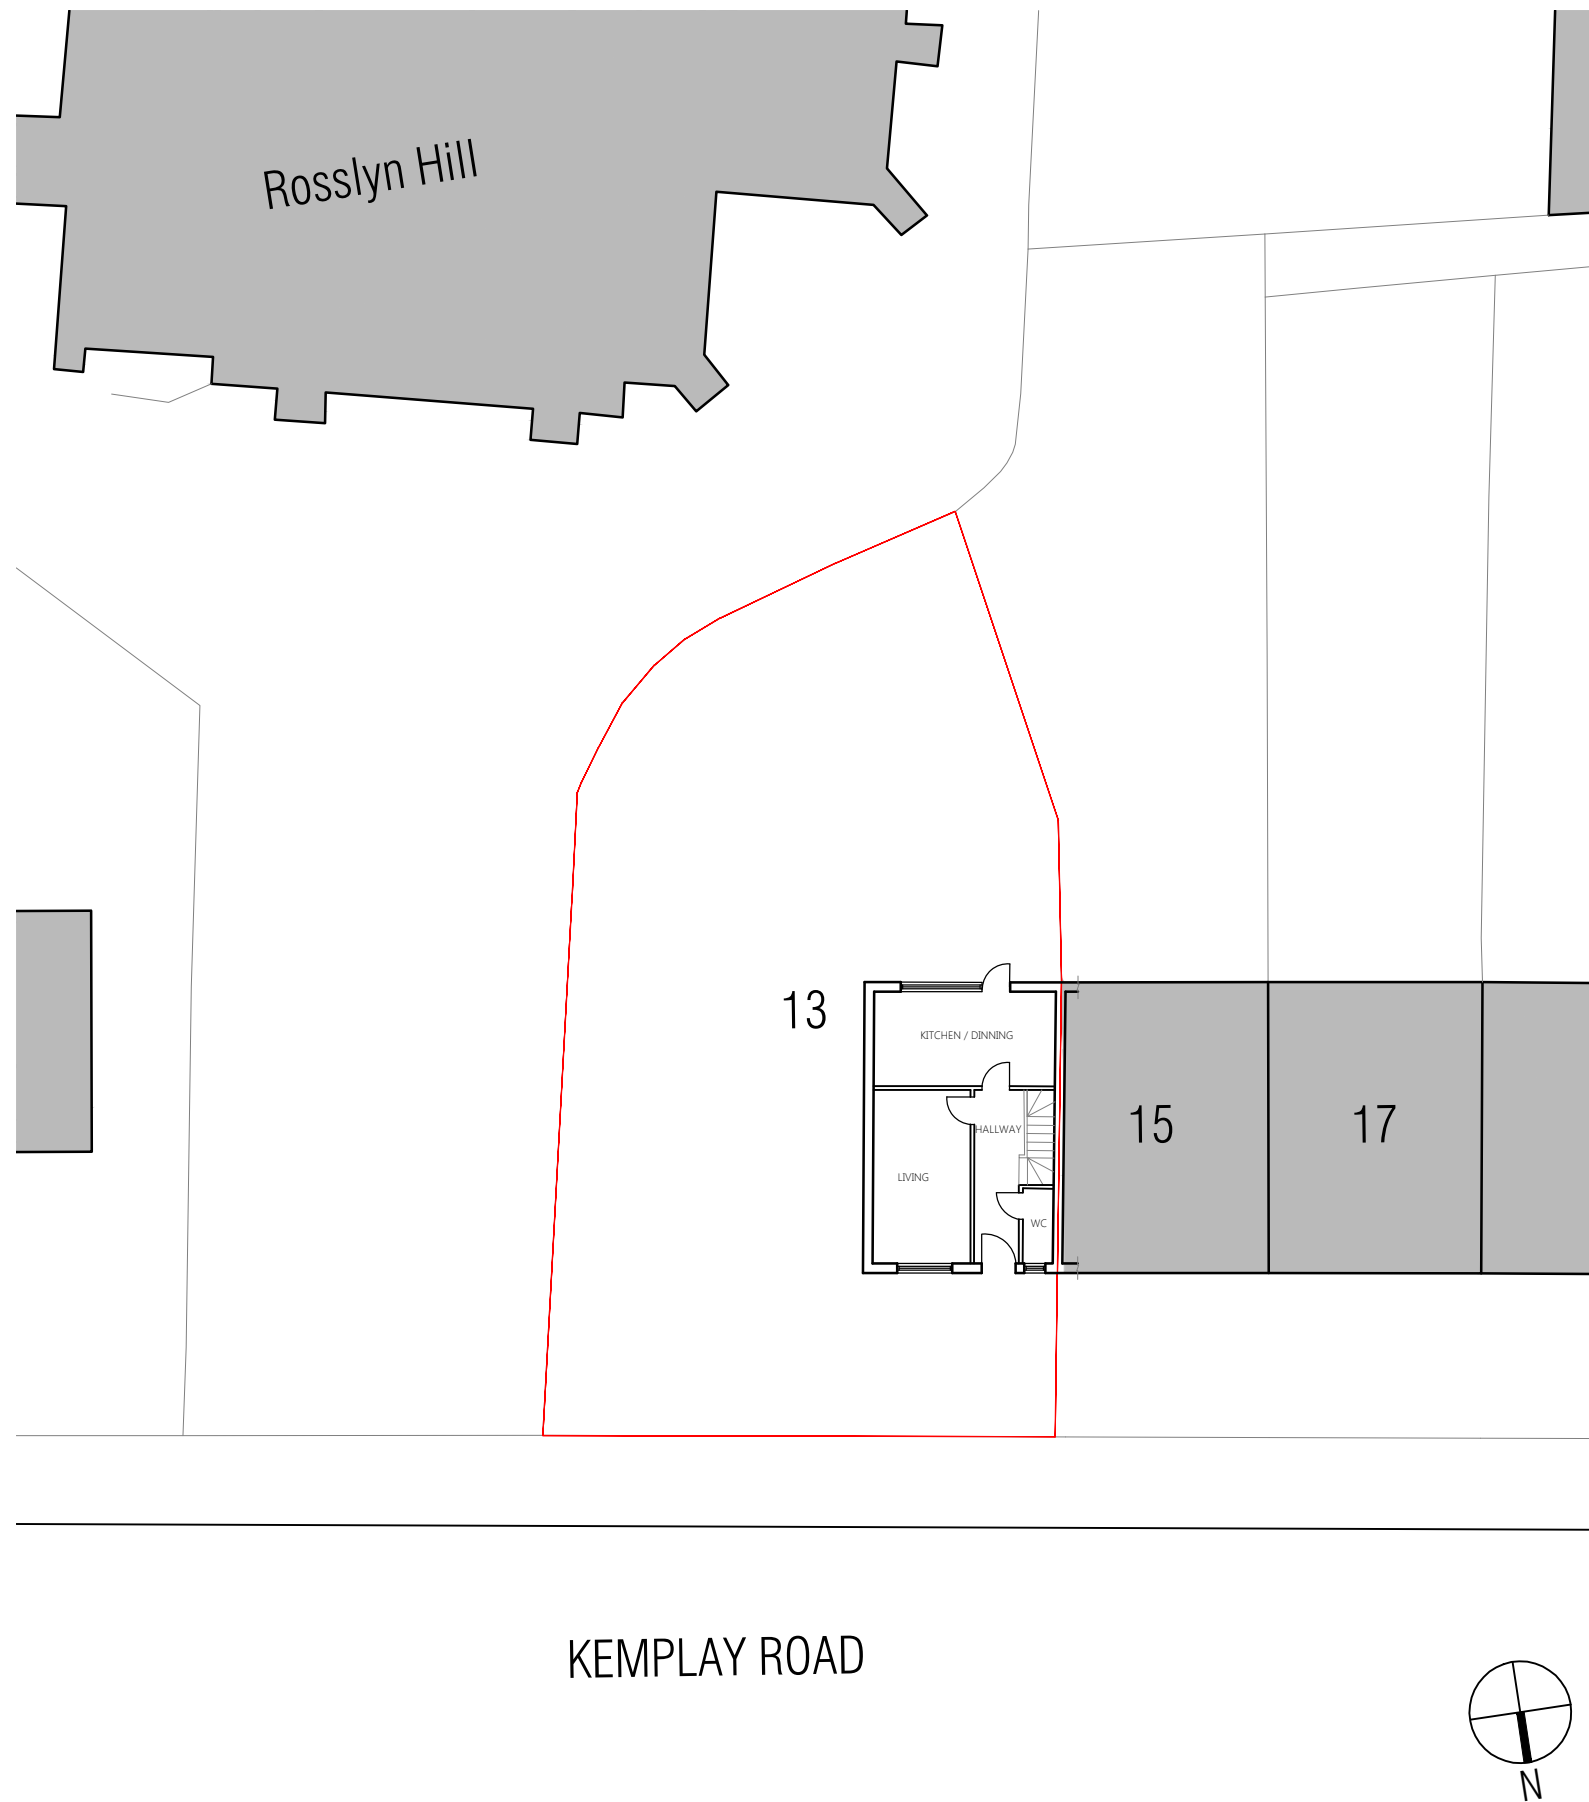 Rosslyn Hill
13
KITCHEN / DINNING
15
17
HALLWAY
LIVING
WC
KEMPLAY ROAD
N